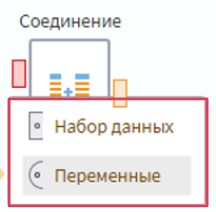 Соединение
Набор данных
Переменные